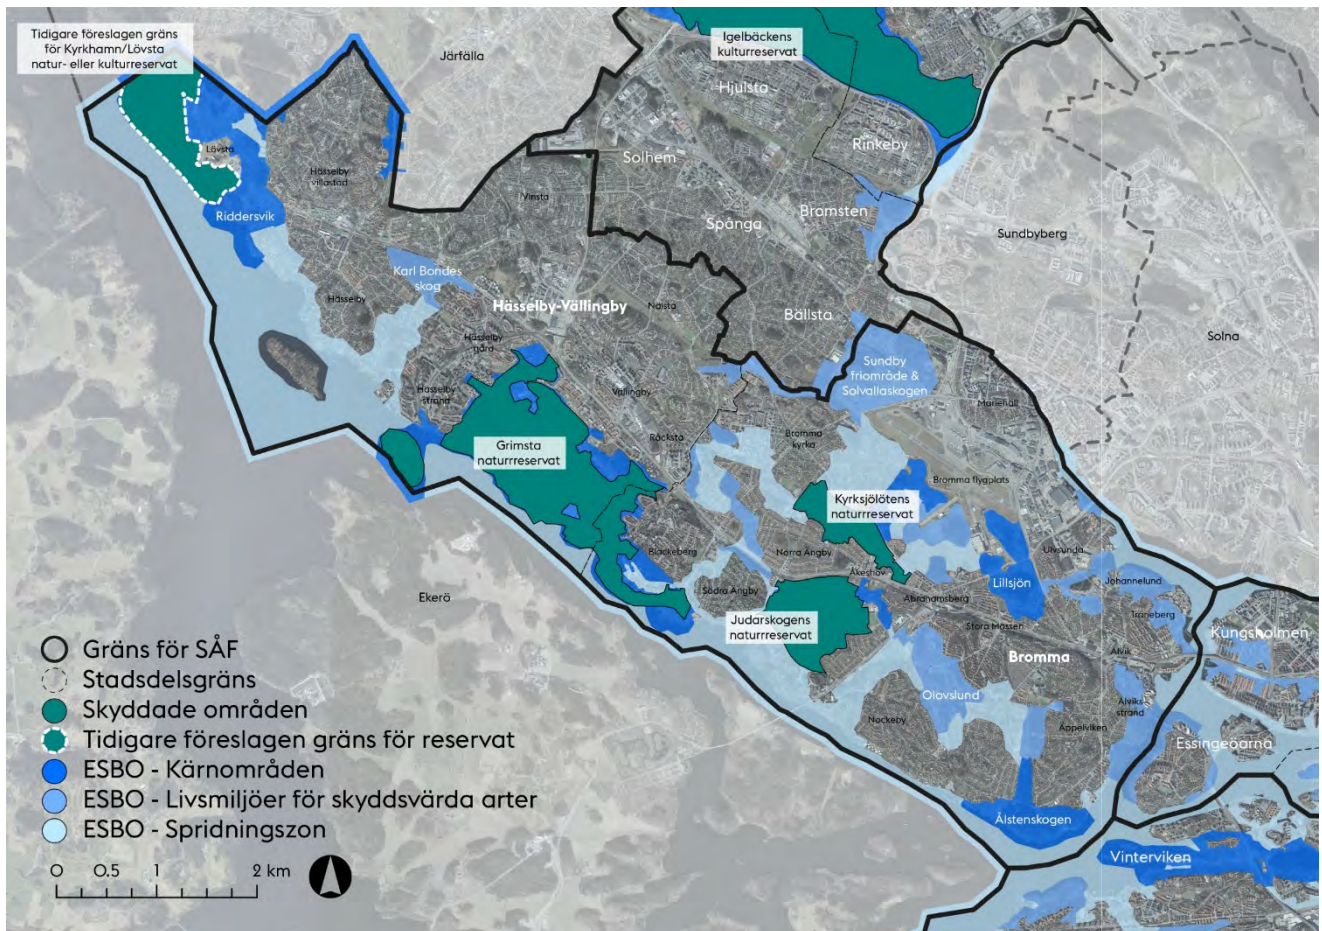 Tidigare föreslagen gräns
för Kyrkhamn/Lövsta
natur- eller kulturreservat
Järfälla
Igelbäckens
kulturreservat
Hjulsta
Rinkeby
Solhem
Lövsta
Hässelby
villastad
Vinsta
Riddersvik
Spånga
Bromsten
Sundbyberg
Karl Bondes
skog
Hässelby-Vällingby
Nälsta
Hässelby
Bällsta
Solna
Hässelby
gård
Hässelby
strand
Vällingby
Sundby
friområde &
Solvallaskogen
Mariehäll
Grimsta
naturrreservat
Råcksta
Bromma
kyrka
Bromma flygplats
Kyrksjölötens
naturreservat
Blackeberg
Norra Ängby
Ulvsunda
Åkeshov
Lillsjön
Johannelund
Ekerö
Södra Ängby
Abrahamsberg
Traneberg
Judarskogens
naturrreservat
Stora Mossen
Kungsholmen
Bromma
Alvik
Olovslund
Alviks
strand
Nockeby
Äppelviken
Essingeöarna
Ålstenskogen
Vinterviken
Gräns för SÅF
Stadsdelsgräns
Skyddade områden
Tidigare föreslagen gräns för reservat
ESBO - Kärnområden
ESBO - Livsmiljöer för skyddsvärda arter
ESBO - Spridningszon
0 0.5 1 2 km